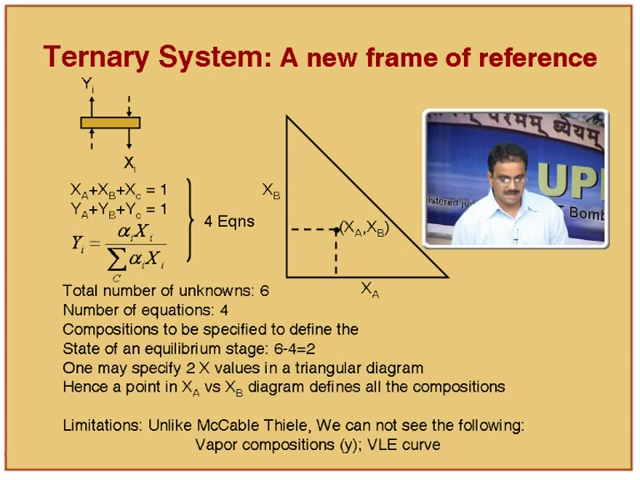 Ternary System: A new frame of reference
Yi
Xi
XA+XB+Xc = 1
YA+YB+Yc = 1
Yi = αiXi / ∑C αiXi
4 Eqns
XB
(XA,XB)
XA
परमम् ध्येयम्
UP
stered jo
Bomb
Total number of unknowns: 6
Number of equations: 4
Compositions to be specified to define the
State of an equilibrium stage: 6-4=2
One may specify 2 X values in a triangular diagram
Hence a point in XA vs XB diagram defines all the compositions
Limitations: Unlike McCable Thiele, We can not see the following:
Vapor compositions (y); VLE curve